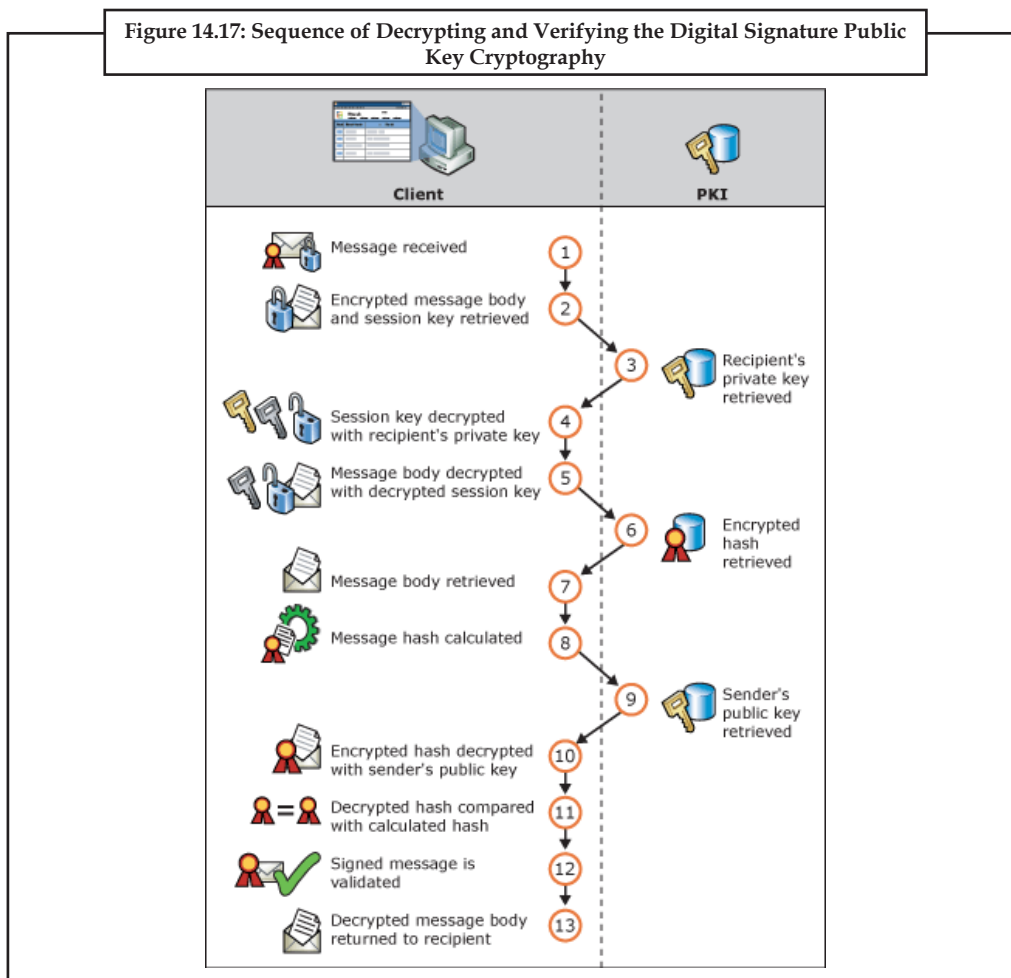 Figure 14.17: Sequence of Decrypting and Verifying the Digital Signature Public
Key Cryptography
Client
PKI
Message received
1
Encrypted message body
and session key retrieved
2
3
Recipient's
private key
retrieved
Session key decrypted
with recipient's private key
4
Message body decrypted
with decrypted session key
5
6
Encrypted
hash
retrieved
Message body retrieved
7
Message hash calculated
8
9
Sender's
public key
retrieved
Encrypted hash decrypted
with sender's public key
10
Decrypted hash compared
with calculated hash
11
Signed message is
validated
12
Decrypted message body
returned to recipient
13